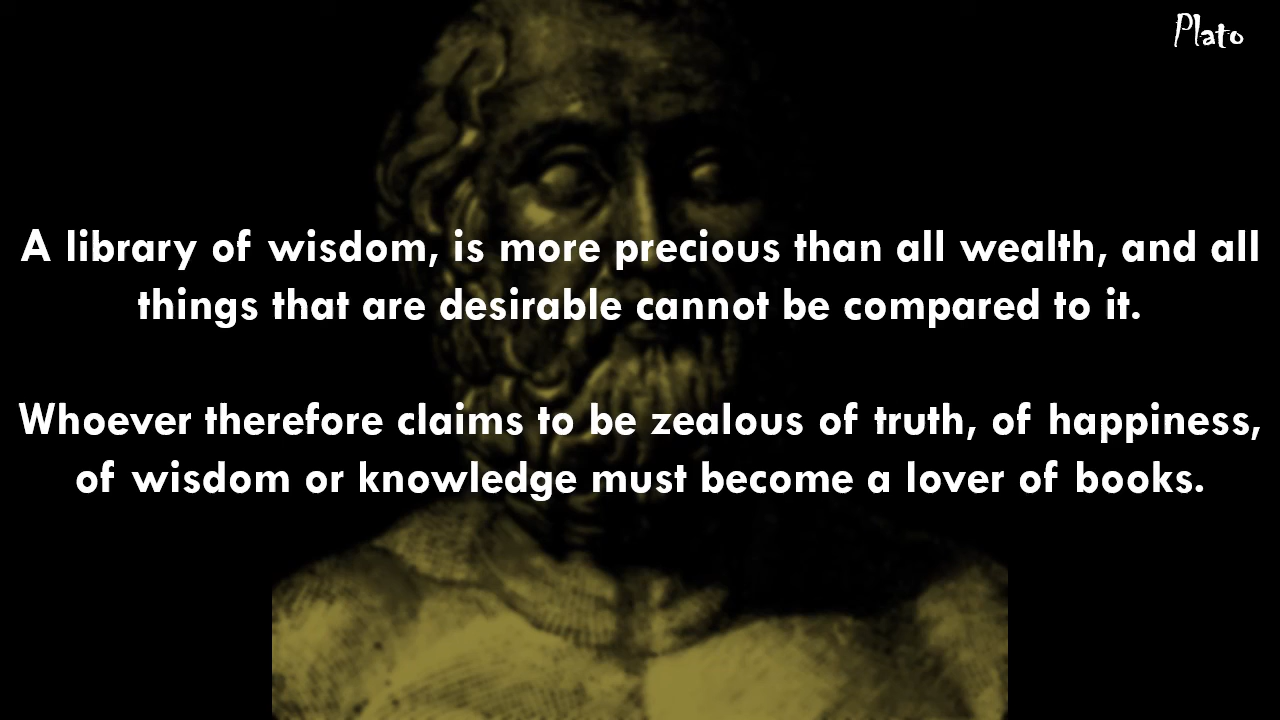 Plato
A library of wisdom, is more precious than all wealth, and all
things that are desirable cannot be compared to it.
Whoever therefore claims to be zealous of truth, of happiness,
of wisdom or knowledge must become a lover of books.